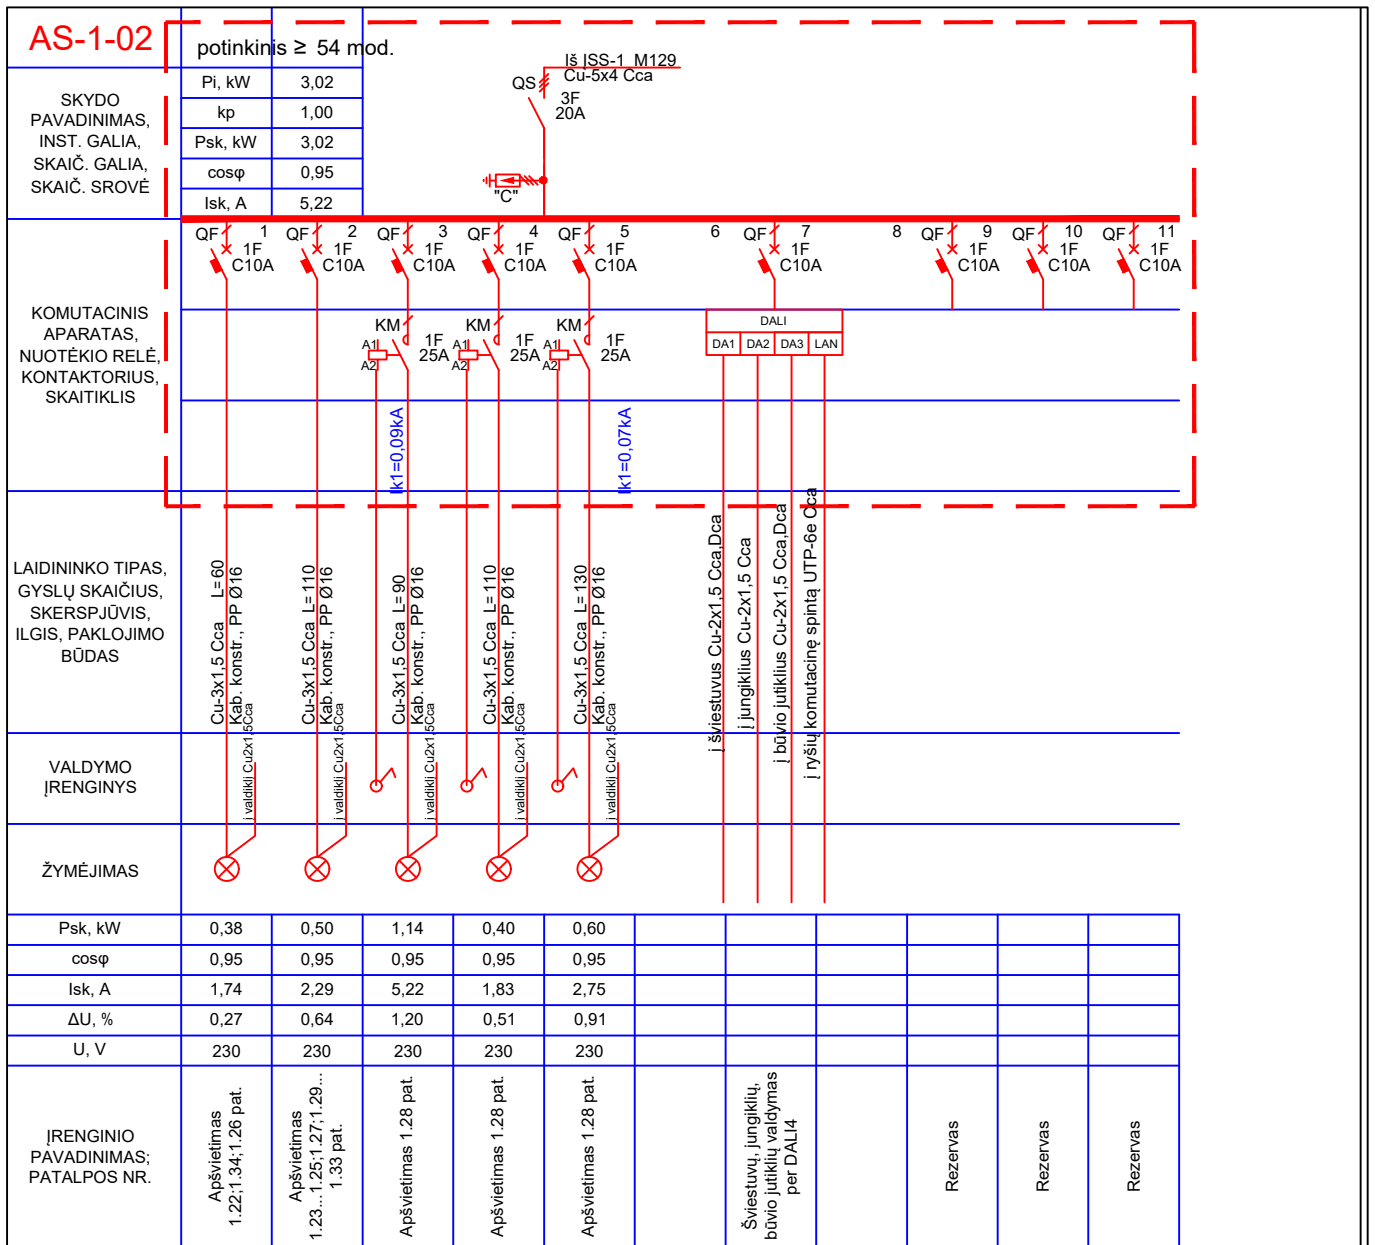 AS-1-02
potinkinis ≥ 54 mod.
SKYDO
PAVADINIMAS,
INST. GALIA,
SKAIČ. GALIA,
SKAIČ. SROVĖ
Pi, kW 3,02
kp 1,00
Psk, kW 3,02
cosφ 0,95
Isk, A 5,22
Iš ĮSS-1 M129
Cu-5x4 Cca
QS
3F
20A
"C"
KOMUTACINIS
APARATAS,
NUOTĖKIO RELĖ,
KONTAKTORIUS,
SKAITIKLIS
QF 1
1F
C10A
QF 2
1F
C10A
QF 3
1F
C10A
QF 4
1F
C10A
QF 5
1F
C10A
6
QF 7
1F
C10A
8
QF 9
1F
C10A
QF 10
1F
C10A
QF 11
1F
C10A
KM
A1
A2
1F
25A
KM
A1
A2
1F
25A
KM
A1
A2
1F
25A
DALI
DA1 DA2 DA3 LAN
Ik1=0,09kA
Ik1=0,07kA
LAIDININKO TIPAS,
GYSLŲ SKAIČIUS,
SKERSPJŪVIS,
ILGIS, PAKLOJIMO
BŪDAS
Cu-3x1,5 Cca L=60
Kab. konstr., PP Ø16
Cu-3x1,5 Cca L=110
Kab. konstr., PP Ø16
Cu-3x1,5 Cca L=90
Kab. konstr., PP Ø16
Cu-3x1,5 Cca L=110
Kab. konstr., PP Ø16
Cu-3x1,5 Cca L=130
Kab. konstr., PP Ø16
į šviestuvus Cu-2x1,5 Cca,Dca
į jungiklius Cu-2x1,5 Cca
į būvio jutiklius Cu-2x1,5 Cca,Dca
į ryšių komutacinę spintą UTP-6e Cca
VALDYMO
ĮRENGINYS
į valdiklį Cu2x1,5Cca
į valdiklį Cu2x1,5Cca
į valdiklį Cu2x1,5Cca
į valdiklį Cu2x1,5Cca
į valdiklį Cu2x1,5Cca
ŽYMĖJIMAS
Psk, kW 0,38 0,50 1,14 0,40 0,60
cosφ 0,95 0,95 0,95 0,95 0,95
Isk, A 1,74 2,29 5,22 1,83 2,75
ΔU, % 0,27 0,64 1,20 0,51 0,91
U, V 230 230 230 230 230
ĮRENGINIO
PAVADINIMAS;
PATALPOS NR.
Apšvietimas
1.22;1.34;1.26 pat.
Apšvietimas
1.23...1.25;1.27;1.29...
1.33 pat.
Apšvietimas 1.28 pat.
Apšvietimas 1.28 pat.
Apšvietimas 1.28 pat.
Šviestuvų, jungiklių,
būvio jutiklių valdymas
per DALI4
Rezervas
Rezervas
Rezervas